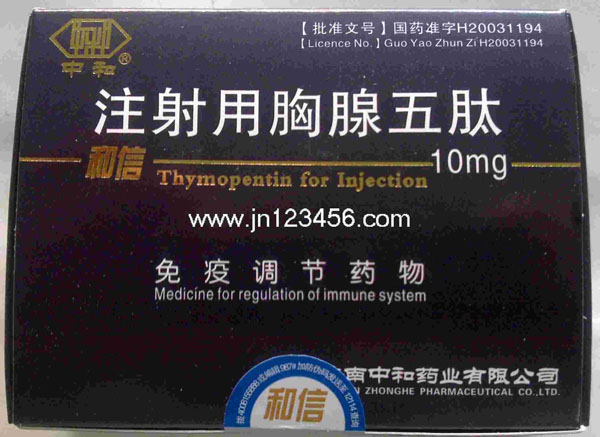 【批准文号】国药准字H20031194
【Licence No.】Guo Yao Zhun Zi H20031194
中和®
注射用胸腺五肽
和信
10mg
Thymopentin for Injection
www.jn123456.com
免疫调节药物
Medicine for regulation of immune system
南中和药业有限公司
N ZHONGHE PHARMACEUTICAL CO.,LTD.
和信